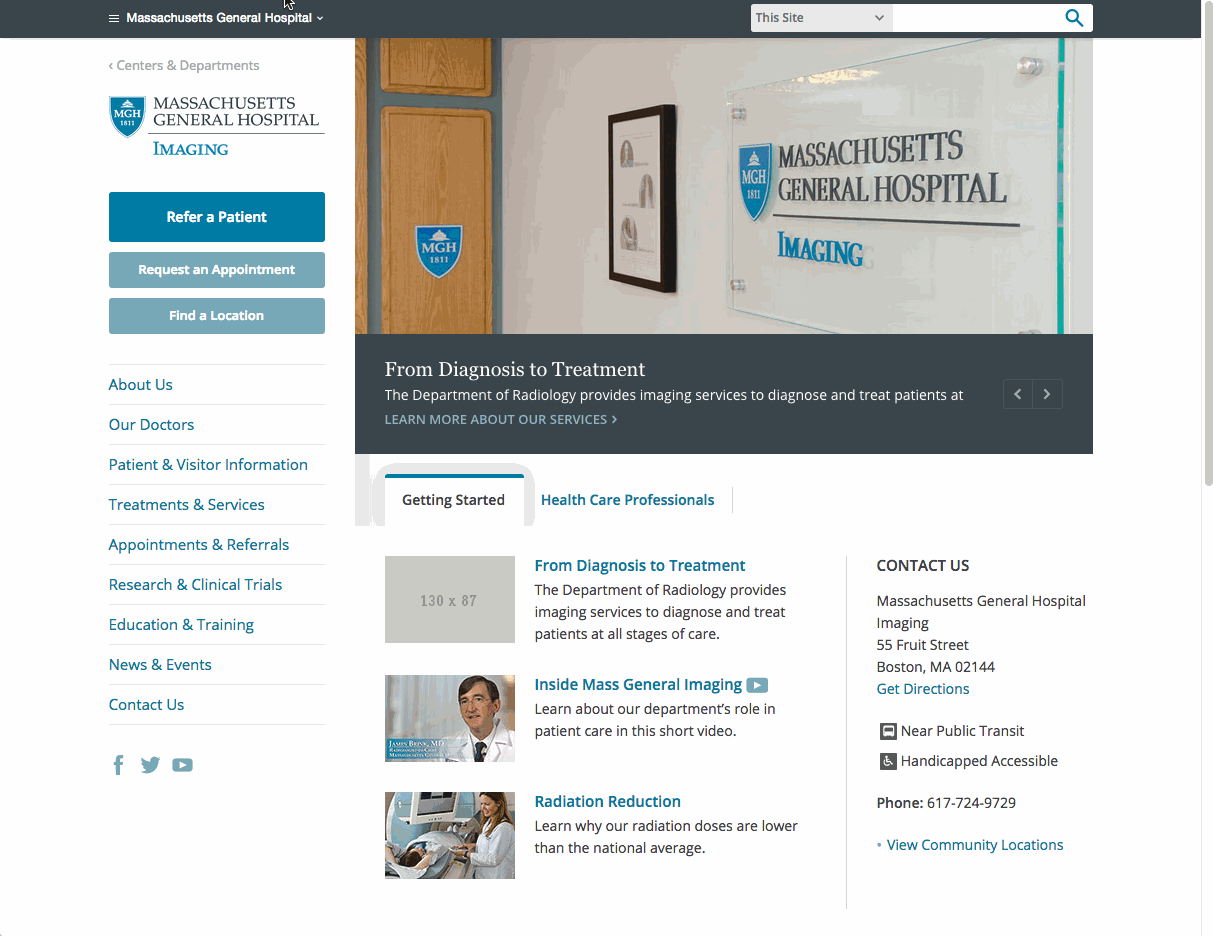 Massachusetts General Hospital
This Site
‹ Centers & Departments
MGH
1811
MASSACHUSETTS
GENERAL HOSPITAL
IMAGING
Refer a Patient
Request an Appointment
Find a Location
About Us
Our Doctors
Patient & Visitor Information
Treatments & Services
Appointments & Referrals
Research & Clinical Trials
Education & Training
News & Events
Contact Us
MGH
1811
MGH
1811
MASSACHUSETTS
GENERAL HOSPITAL
IMAGING
From Diagnosis to Treatment
The Department of Radiology provides imaging services to diagnose and treat patients at
LEARN MORE ABOUT OUR SERVICES ›
Getting Started
Health Care Professionals
130 x 87
From Diagnosis to Treatment
The Department of Radiology provides
imaging services to diagnose and treat
patients at all stages of care.
JAMES BRINK, MD
RADIOLOGIST-IN-CHIEF
MASSACHUSETTS GENERAL
Inside Mass General Imaging
Learn about our department's role in
patient care in this short video.
Radiation Reduction
Learn why our radiation doses are lower
than the national average.
CONTACT US
Massachusetts General Hospital
Imaging
55 Fruit Street
Boston, MA 02144
Get Directions
Near Public Transit
Handicapped Accessible
Phone: 617-724-9729
• View Community Locations